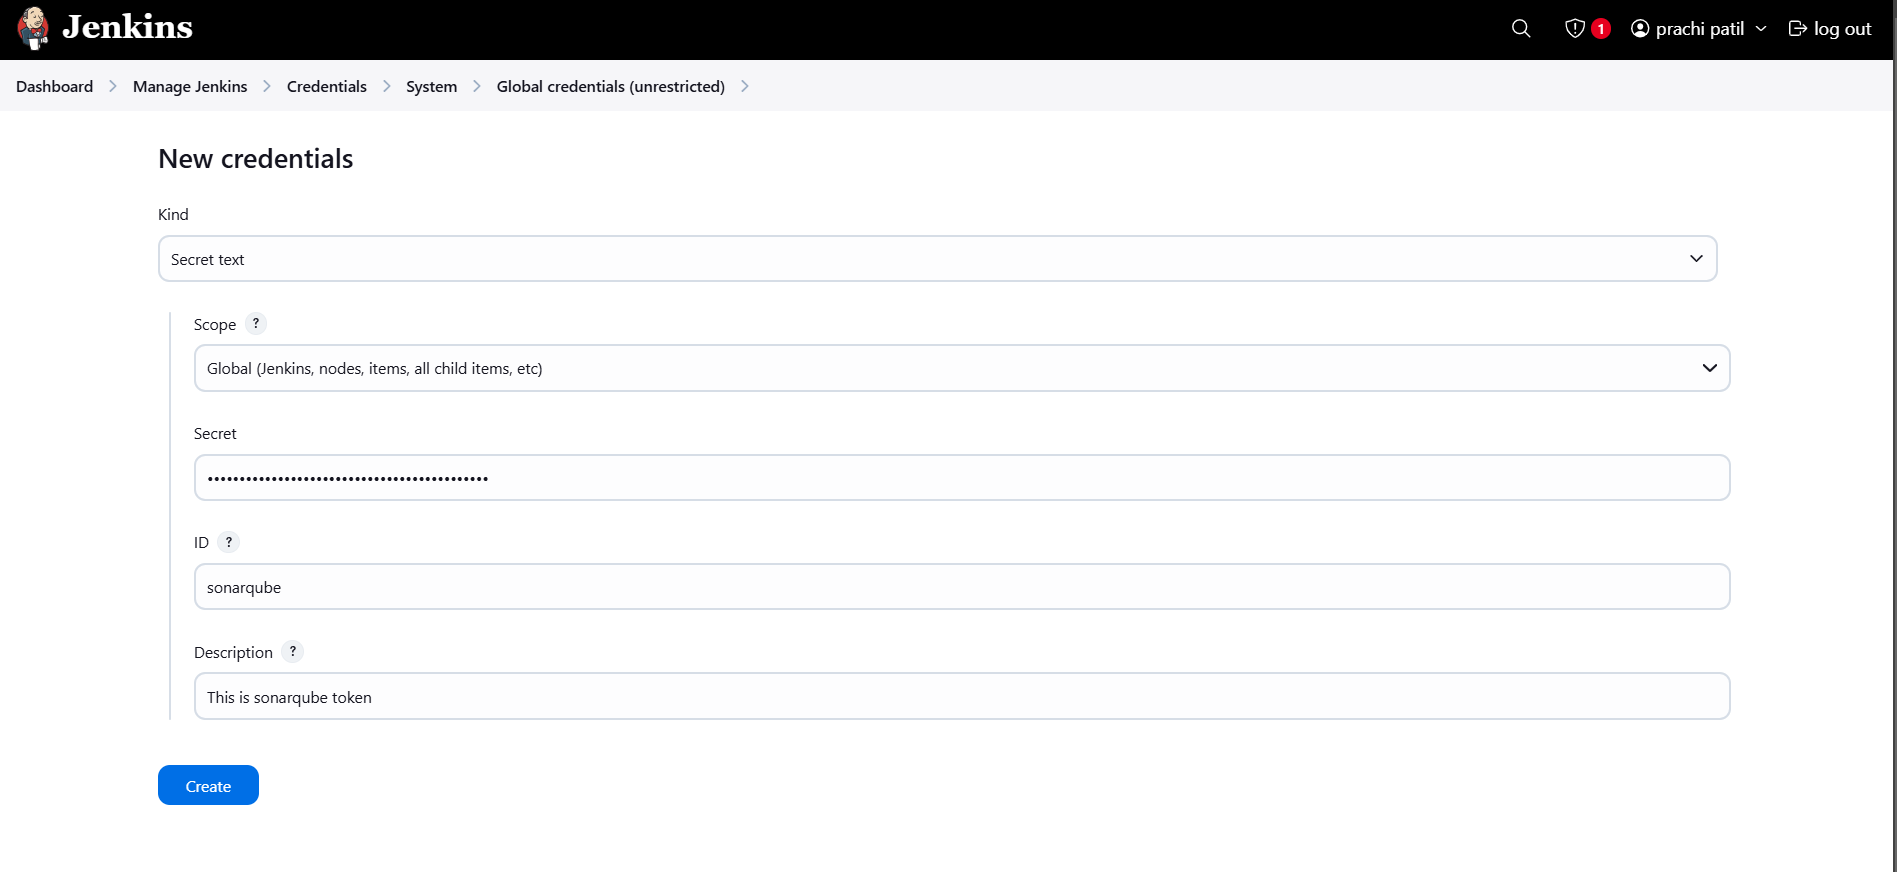 Jenkins
1
prachi patil
log out
Dashboard > Manage Jenkins > Credentials > System > Global credentials (unrestricted) >
New credentials
Kind
Secret text
Scope ?
Global (Jenkins, nodes, items, all child items, etc)
Secret
••••••••••••••••••••••••••••••••••••••••••••
ID ?
sonarqube
Description ?
This is sonarqube token
Create